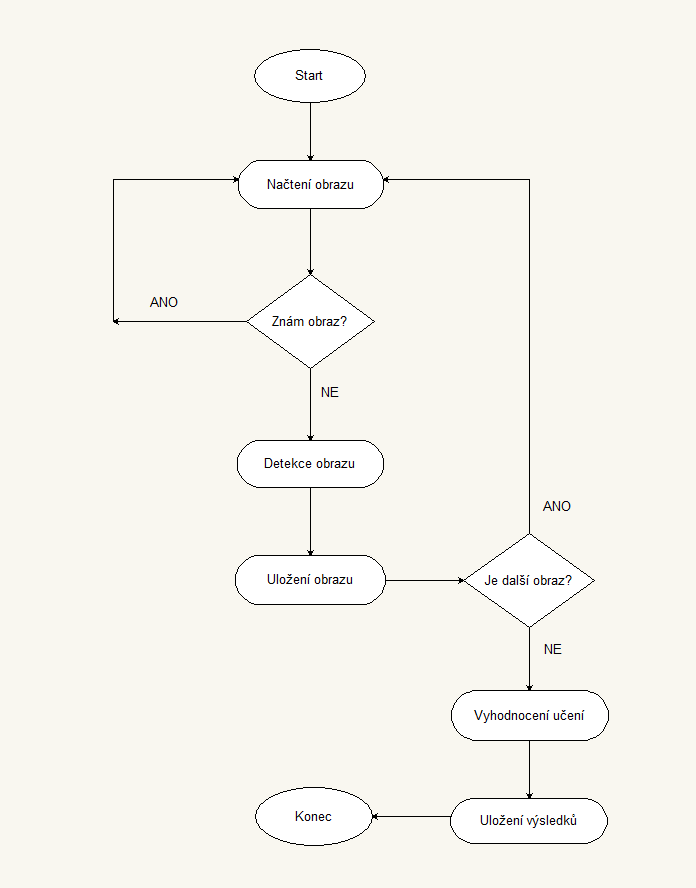 Start
Načtení obrazu
ANO
Znám obraz?
NE
Detekce obrazu
ANO
Uložení obrazu
Je další obraz?
NE
Vyhodnocení učení
Konec
Uložení výsledků